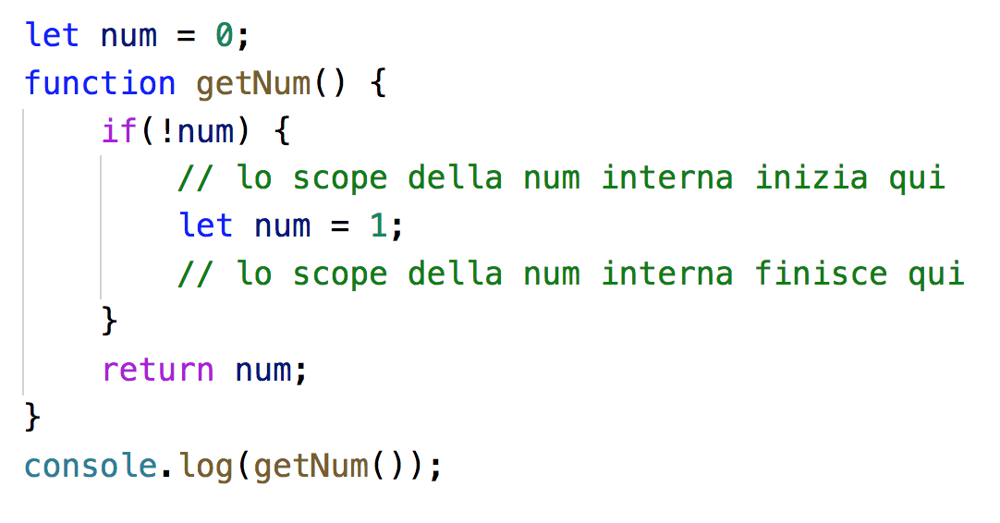 let num = 0;
function getNum() {
    if(!num) {
        // lo scope della num interna inizia qui
        let num = 1;
        // lo scope della num interna finisce qui
    }
    return num;
}
console.log(getNum());